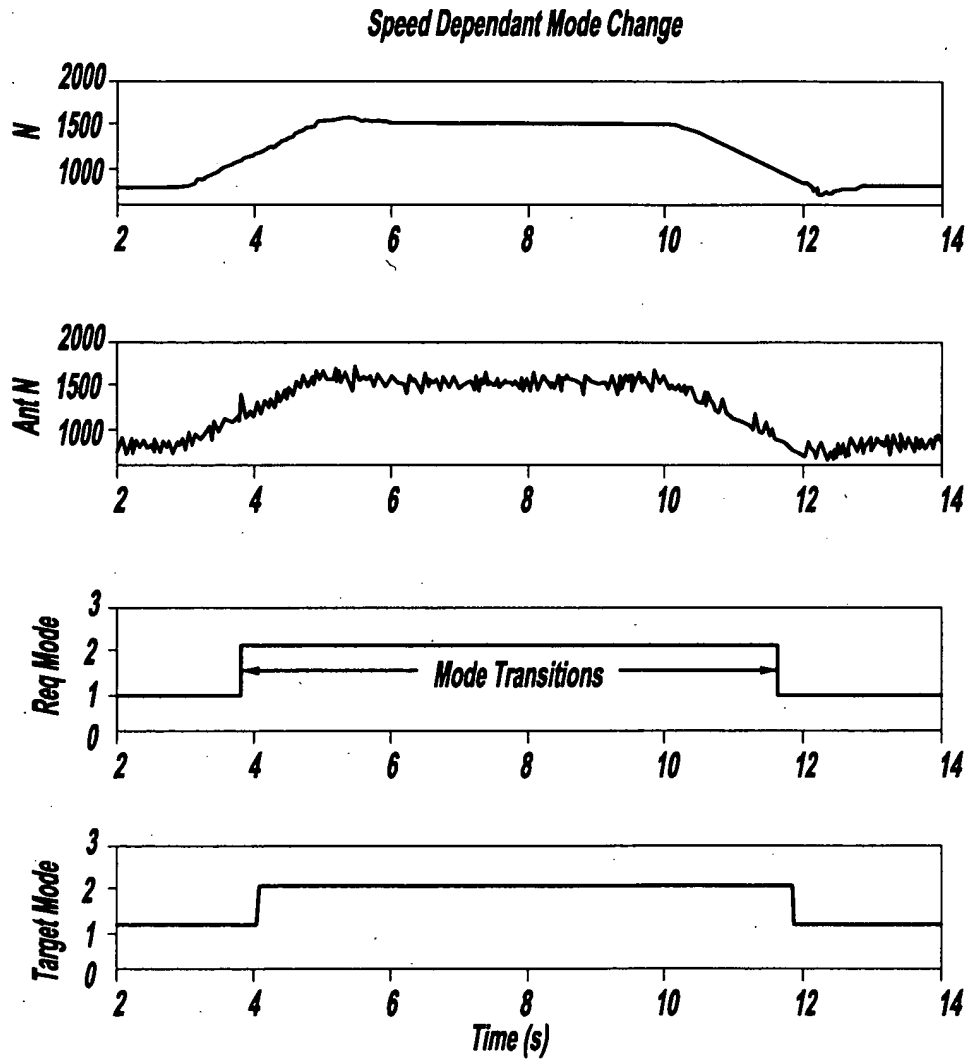 Speed Dependant Mode Change
2000
1500
1000
N
2 4 6 8 10 12 14
2000
1500
1000
Ant N
2 4 6 8 10 12 14
3
2
1
0
Req Mode
Mode Transitions
2 4 6 8 10 12 14
3
2
1
0
Target Mode
2 4 6 8 10 12 14
Time (s)